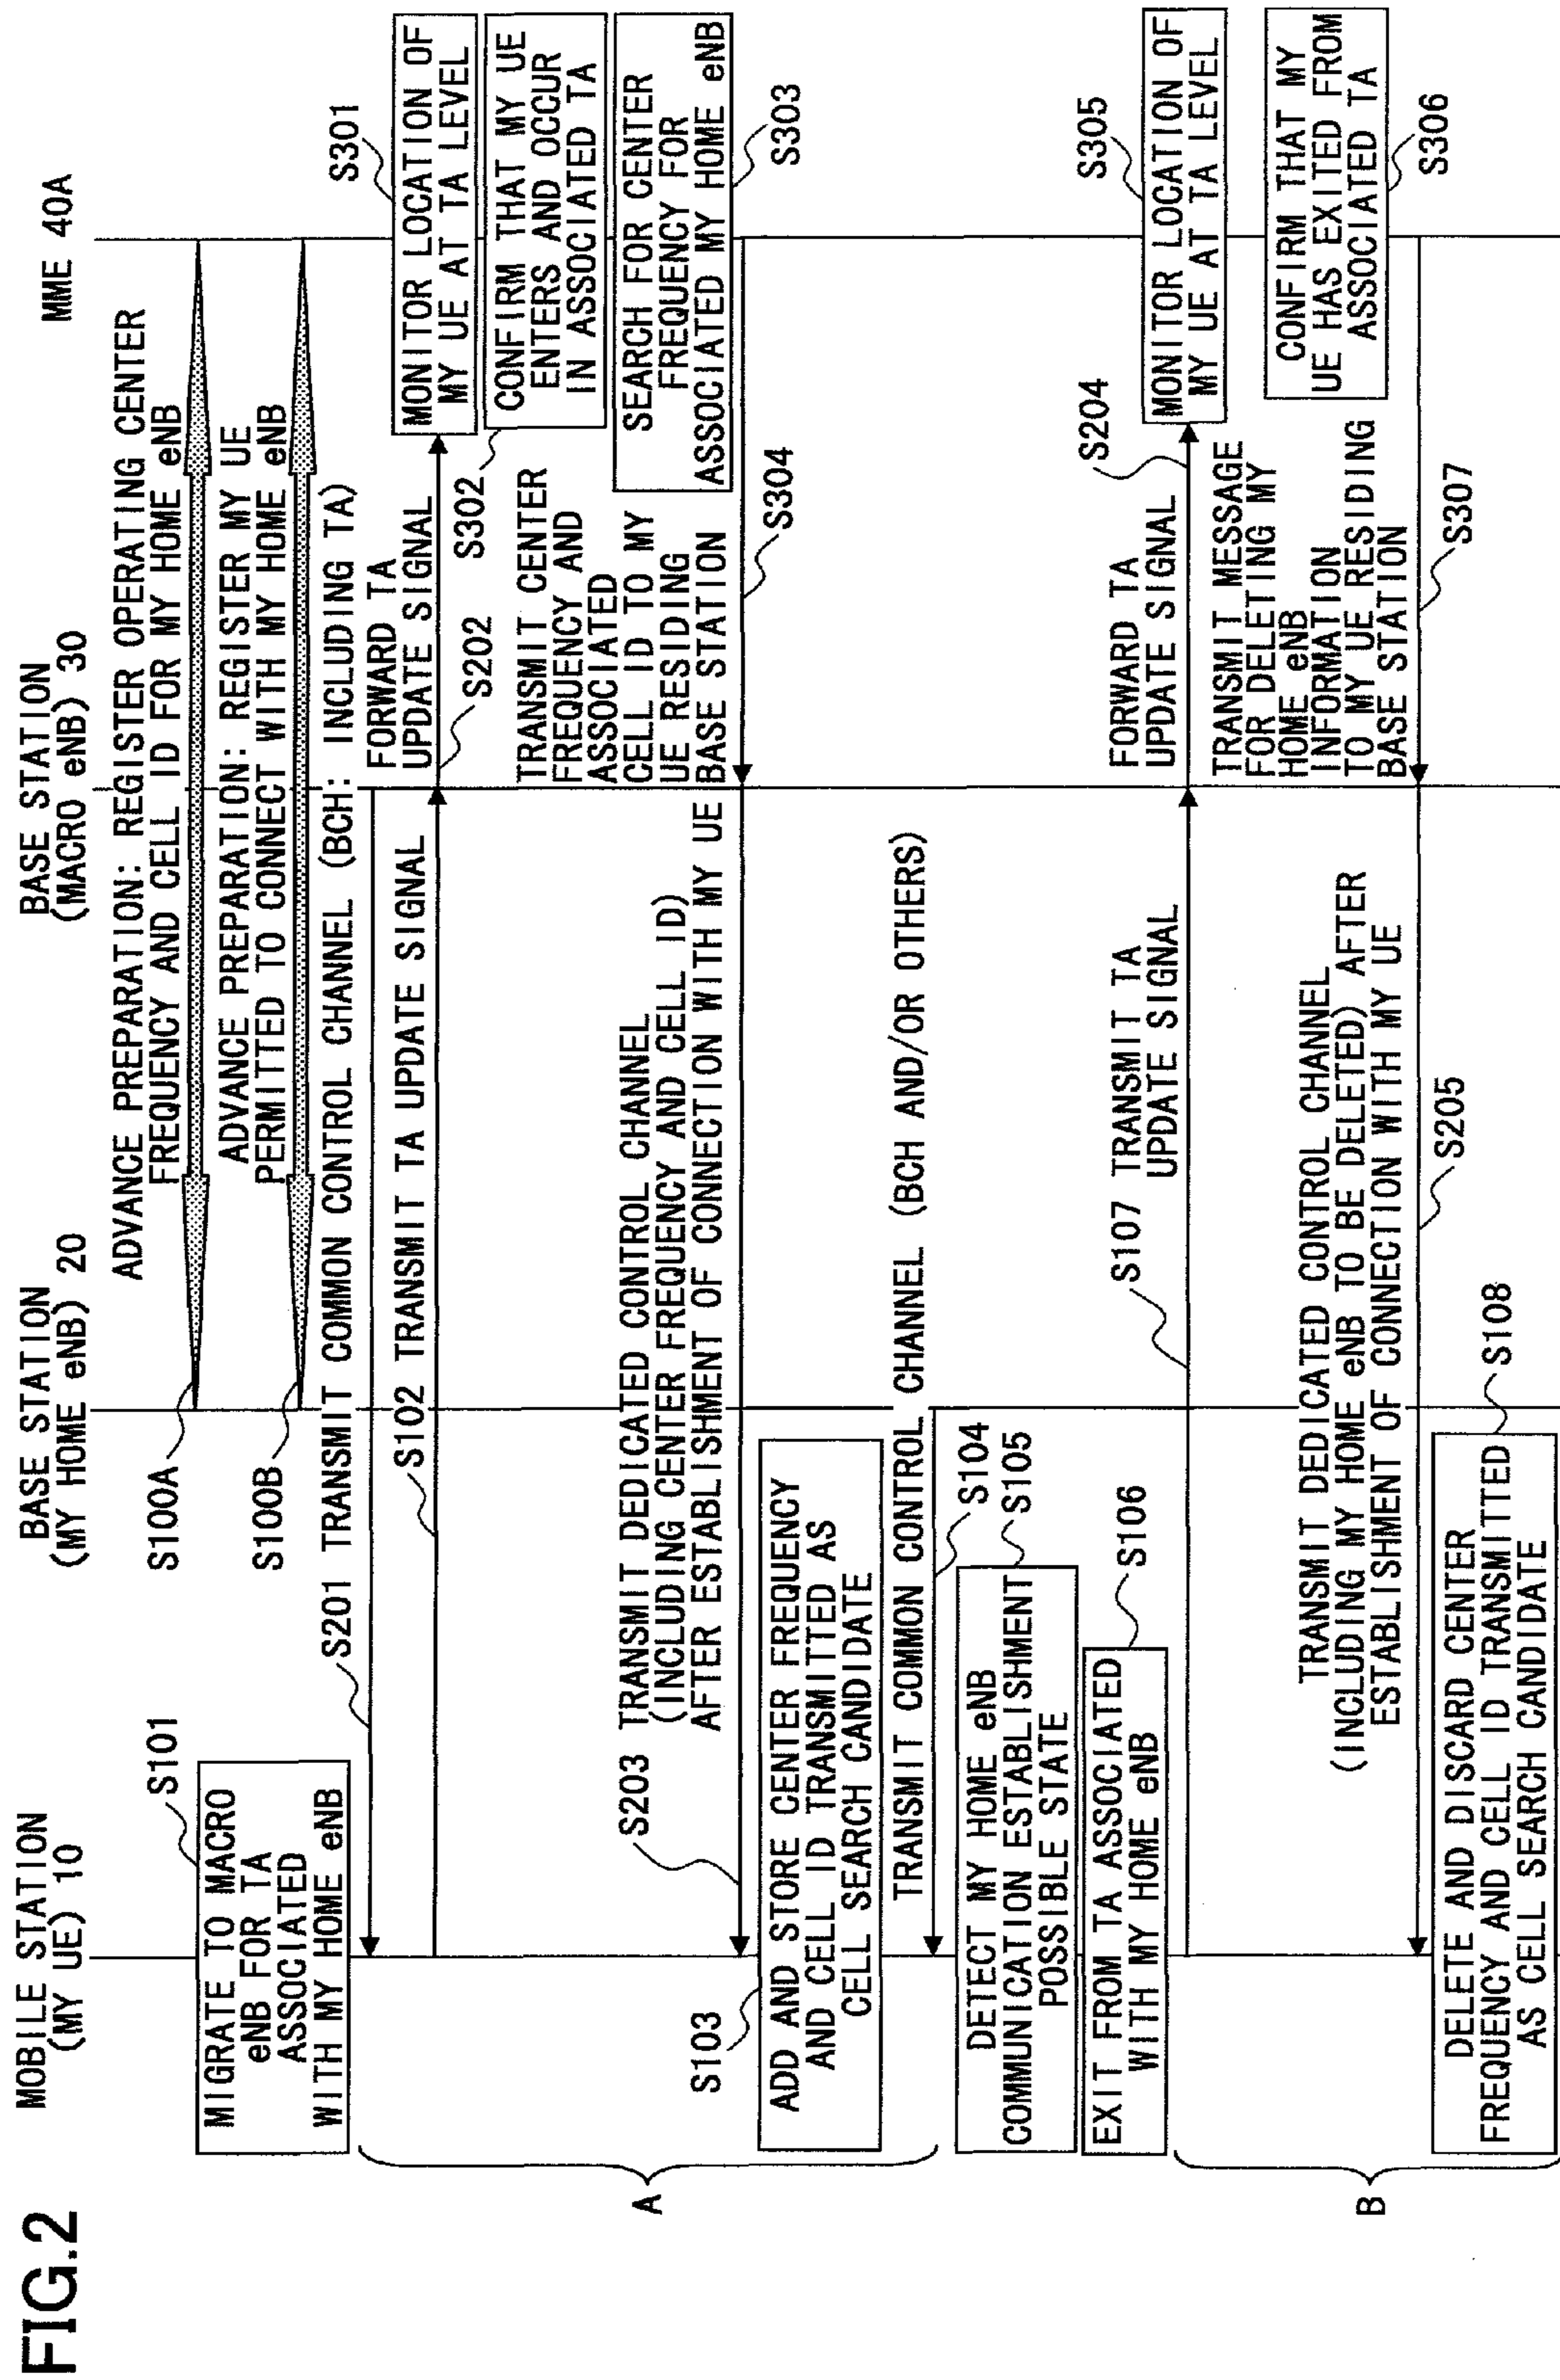 FIG.2
MOBILE STATION
(MY UE) 10
BASE STATION
(MY HOME eNB) 20
BASE STATION
(MACRO eNB) 30
MME 40A
ADVANCE PREPARATION: REGISTER OPERATING CENTER
FREQUENCY AND CELL ID FOR MY HOME eNB
S100A
ADVANCE PREPARATION: REGISTER MY UE
PERMITTED TO CONNECT WITH MY HOME eNB
S100B
S101
MIGRATE TO MACRO
eNB FOR TA
ASSOCIATED
WITH MY HOME eNB
S201 TRANSMIT COMMON CONTROL CHANNEL (BCH: INCLUDING TA)
S102 TRANSMIT TA UPDATE SIGNAL
FORWARD TA
UPDATE SIGNAL
S202
S301
MONITOR LOCATION OF
MY UE AT TA LEVEL
S302
CONFIRM THAT MY UE
ENTERS AND OCCUR
IN ASSOCIATED TA
SEARCH FOR CENTER
FREQUENCY FOR
ASSOCIATED MY HOME eNB
S303
TRANSMIT CENTER
FREQUENCY AND
ASSOCIATED
CELL ID TO MY
UE RESIDING
BASE STATION
S304
S203 TRANSMIT DEDICATED CONTROL CHANNEL
(INCLUDING CENTER FREQUENCY AND CELL ID)
AFTER ESTABLISHMENT OF CONNECTION WITH MY UE
S103
ADD AND STORE CENTER FREQUENCY
AND CELL ID TRANSMITTED AS
CELL SEARCH CANDIDATE
A
TRANSMIT COMMON CONTROL CHANNEL (BCH AND/OR OTHERS)
S104
DETECT MY HOME eNB
COMMUNICATION ESTABLISHMENT
POSSIBLE STATE
S105
EXIT FROM TA ASSOCIATED
WITH MY HOME eNB
S106
S107 TRANSMIT TA
UPDATE SIGNAL
FORWARD TA
UPDATE SIGNAL
S204
S305
MONITOR LOCATION OF
MY UE AT TA LEVEL
CONFIRM THAT MY
UE HAS EXITED FROM
ASSOCIATED TA
S306
TRANSMIT MESSAGE
FOR DELETING MY
HOME eNB
INFORMATION
TO MY UE RESIDING
BASE STATION
S307
TRANSMIT DEDICATED CONTROL CHANNEL
(INCLUDING MY HOME eNB TO BE DELETED) AFTER
ESTABLISHMENT OF CONNECTION WITH MY UE
S205
B
DELETE AND DISCARD CENTER
FREQUENCY AND CELL ID TRANSMITTED
AS CELL SEARCH CANDIDATE
S108